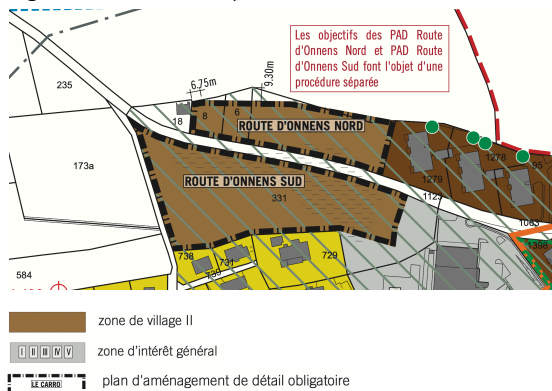 Les objectifs des PAD Route
d'Onnens Nord et PAD Route
d'Onnens Sud font l'objet d'une
procédure séparée
6.75m
9.30m
235
18
8
6
ROUTE D'ONNENS NORD
173a
ROUTE D'ONNENS SUD
331
1279
1278
95
1123
1083
1398
738
731
739
729
584
zone de village II
I II III IV V
zone d'intérêt général
LE CARRO
plan d'aménagement de détail obligatoire